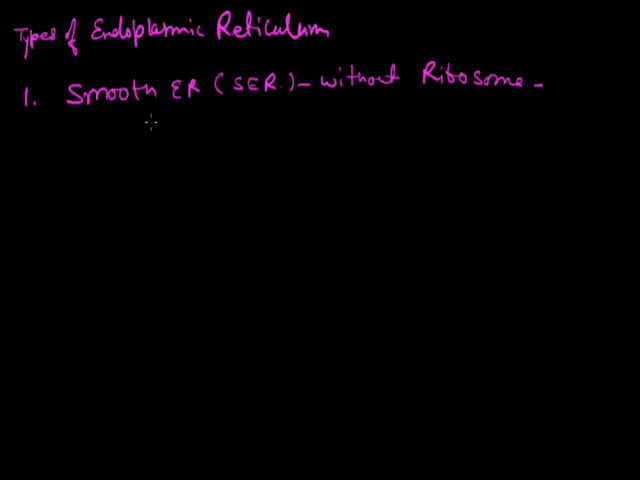 Types of Endoplasmic Reticulum
1. Smooth ER (SER.) - without Ribosome -